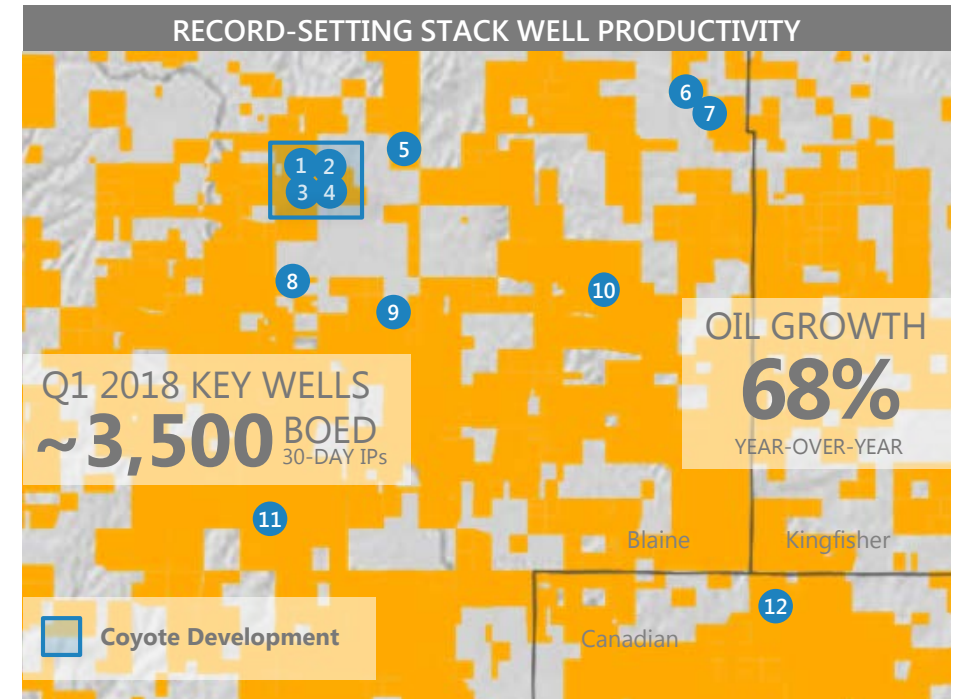 RECORD-SETTING STACK WELL PRODUCTIVITY
6
7
5
1 2
3 4
8
10
9
OIL GROWTH
68%
YEAR-OVER-YEAR
Q1 2018 KEY WELLS
~3,500 BOED
30-DAY IPs
11
Blaine Kingfisher
12
Coyote Development
Canadian